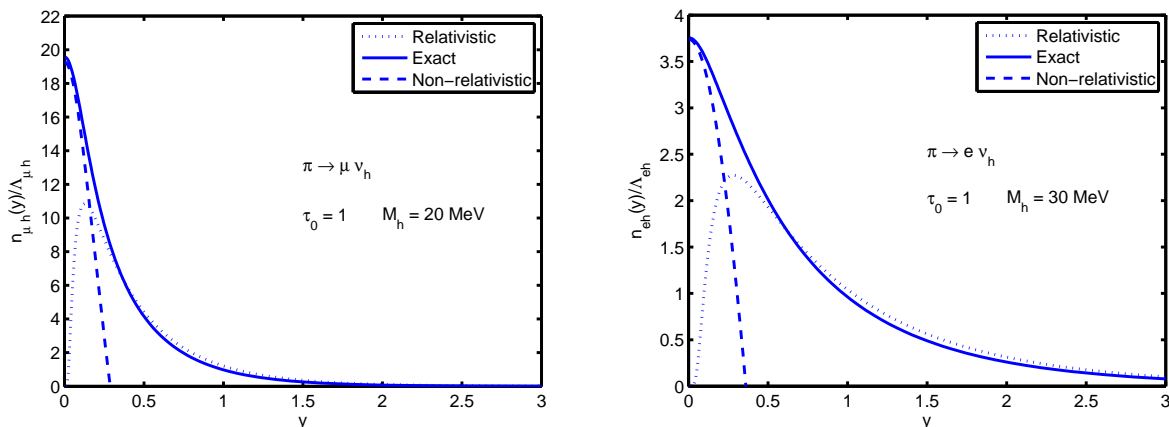 22
20
18
16
14
12
10
8
6
4
2
0
n_{μ h}(y)/Λ_{μ h}
Relativistic
Exact
Non−relativistic
π → μ ν_h
τ_0 = 1 M_h = 20 MeV
0 0.5 1 1.5 2 2.5 3
y
4
3.5
3
2.5
2
1.5
1
0.5
0
n_{eh}(y)/Λ_{eh}
Relativistic
Exact
Non−relativistic
π → e ν_h
τ_0 = 1 M_h = 30 MeV
0 0.5 1 1.5 2 2.5 3
y